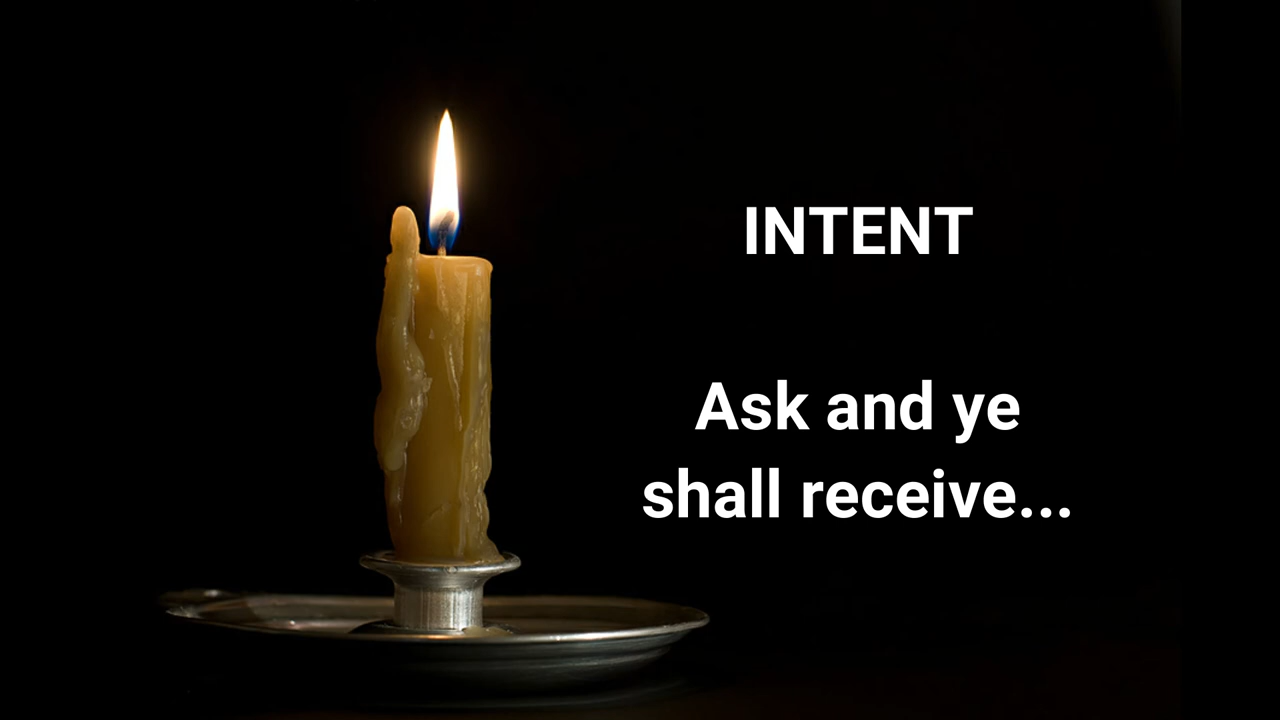 INTENT
Ask and ye
shall receive...